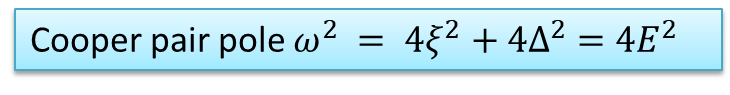 Cooper pair pole ω² = 4ξ² + 4Δ² = 4E²